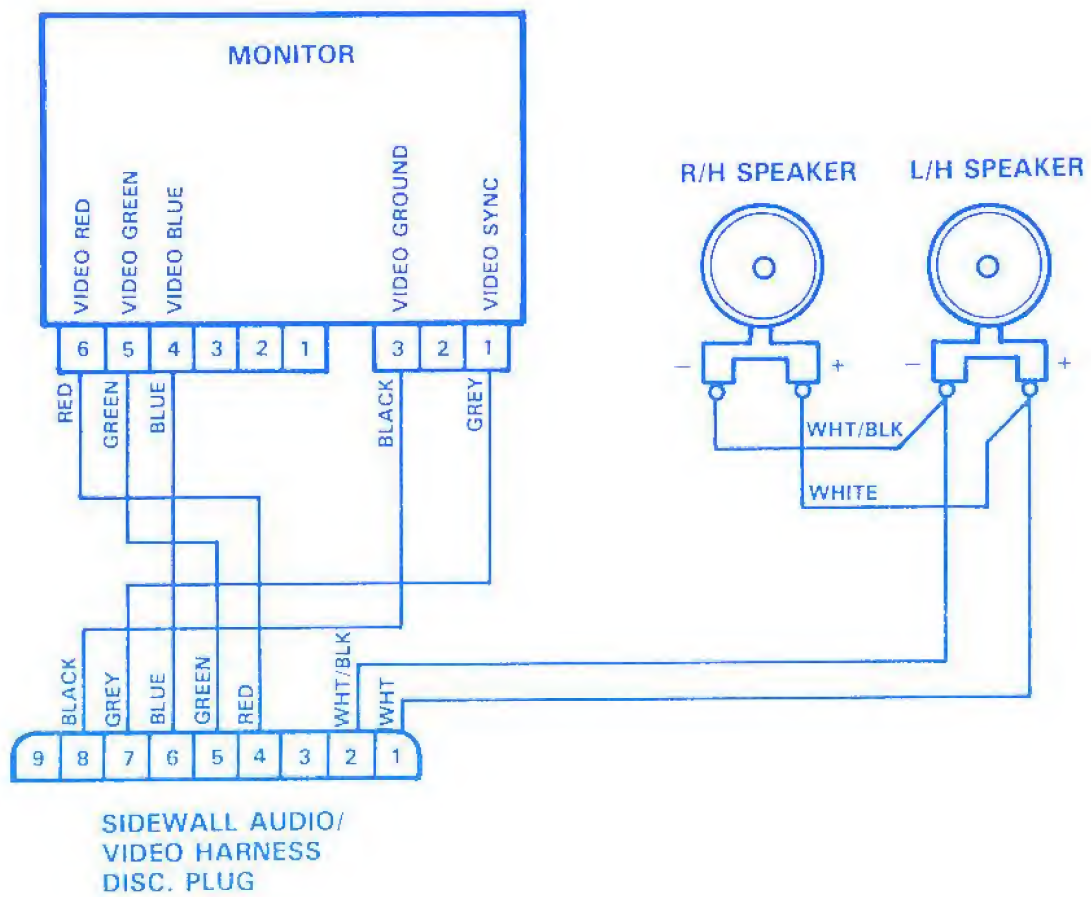 MONITOR
R/H SPEAKER
L/H SPEAKER
VIDEO RED
VIDEO GREEN
VIDEO BLUE
VIDEO GROUND
VIDEO SYNC
6 5 4 3 2 1
3 2 1
- +
- +
RED
GREEN
BLUE
BLACK
GREY
WHT/BLK
WHITE
BLACK
GREY
BLUE
GREEN
RED
WHT/BLK
WHT
9 8 7 6 5 4 3 2 1
SIDEWALL AUDIO/
VIDEO HARNESS
DISC. PLUG